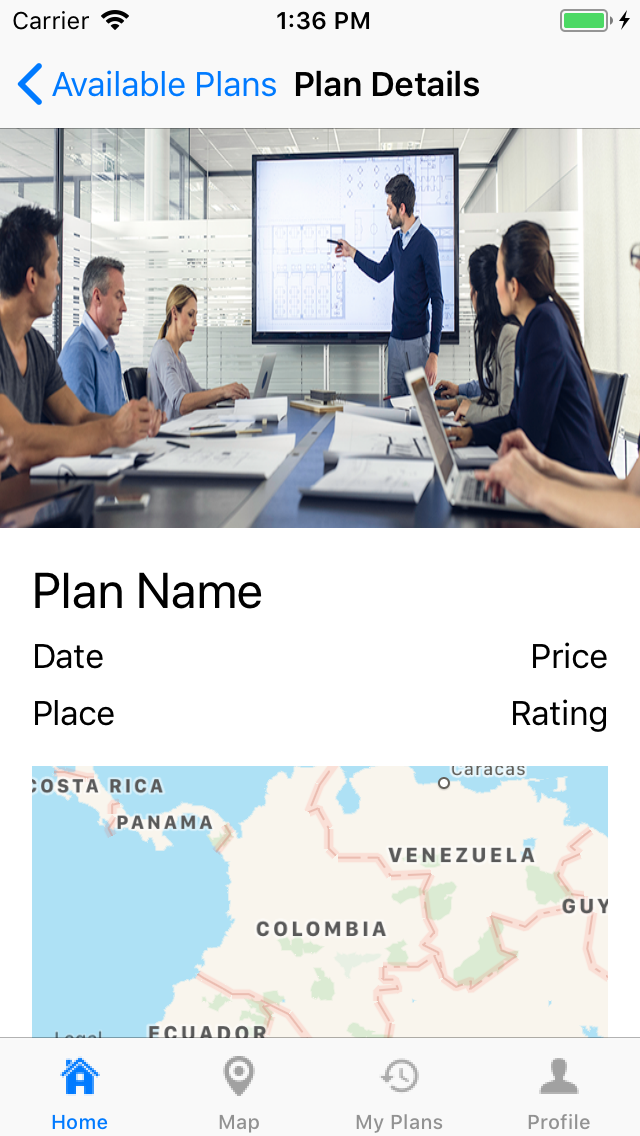 Carrier 1:36 PM
Available Plans Plan Details
Plan Name
Date Price
Place Rating
Caracas
COSTA RICA
PANAMA
VENEZUELA
GUY
COLOMBIA
ECUADOR
Legal
Home Map My Plans Profile